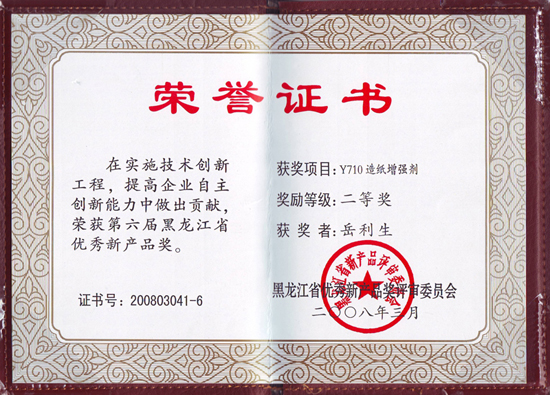 荣誉证书
在实施技术创新
工程，提高企业自主
创新能力中做出贡献，
荣获第六届黑龙江省
优秀新产品奖。
证书号：200803041-6
获奖项目：Y710 造纸增强剂
奖励等级：二等奖
获奖者：岳利生
黑龙江省优秀新产品奖评审委员会
二〇〇八年三月